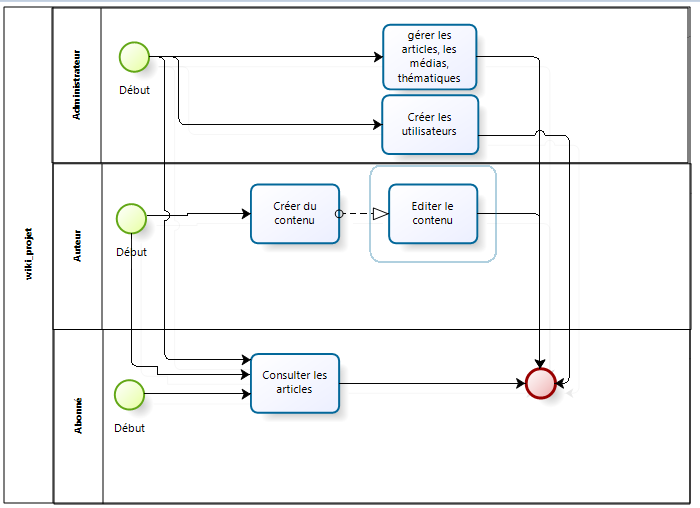 wiki_projet
Administrateur
Début
gérer les
articles, les
médias,
thématiques
Créer les
utilisateurs
Auteur
Début
Créer du
contenu
Editer le
contenu
Abonné
Début
Consulter les
articles